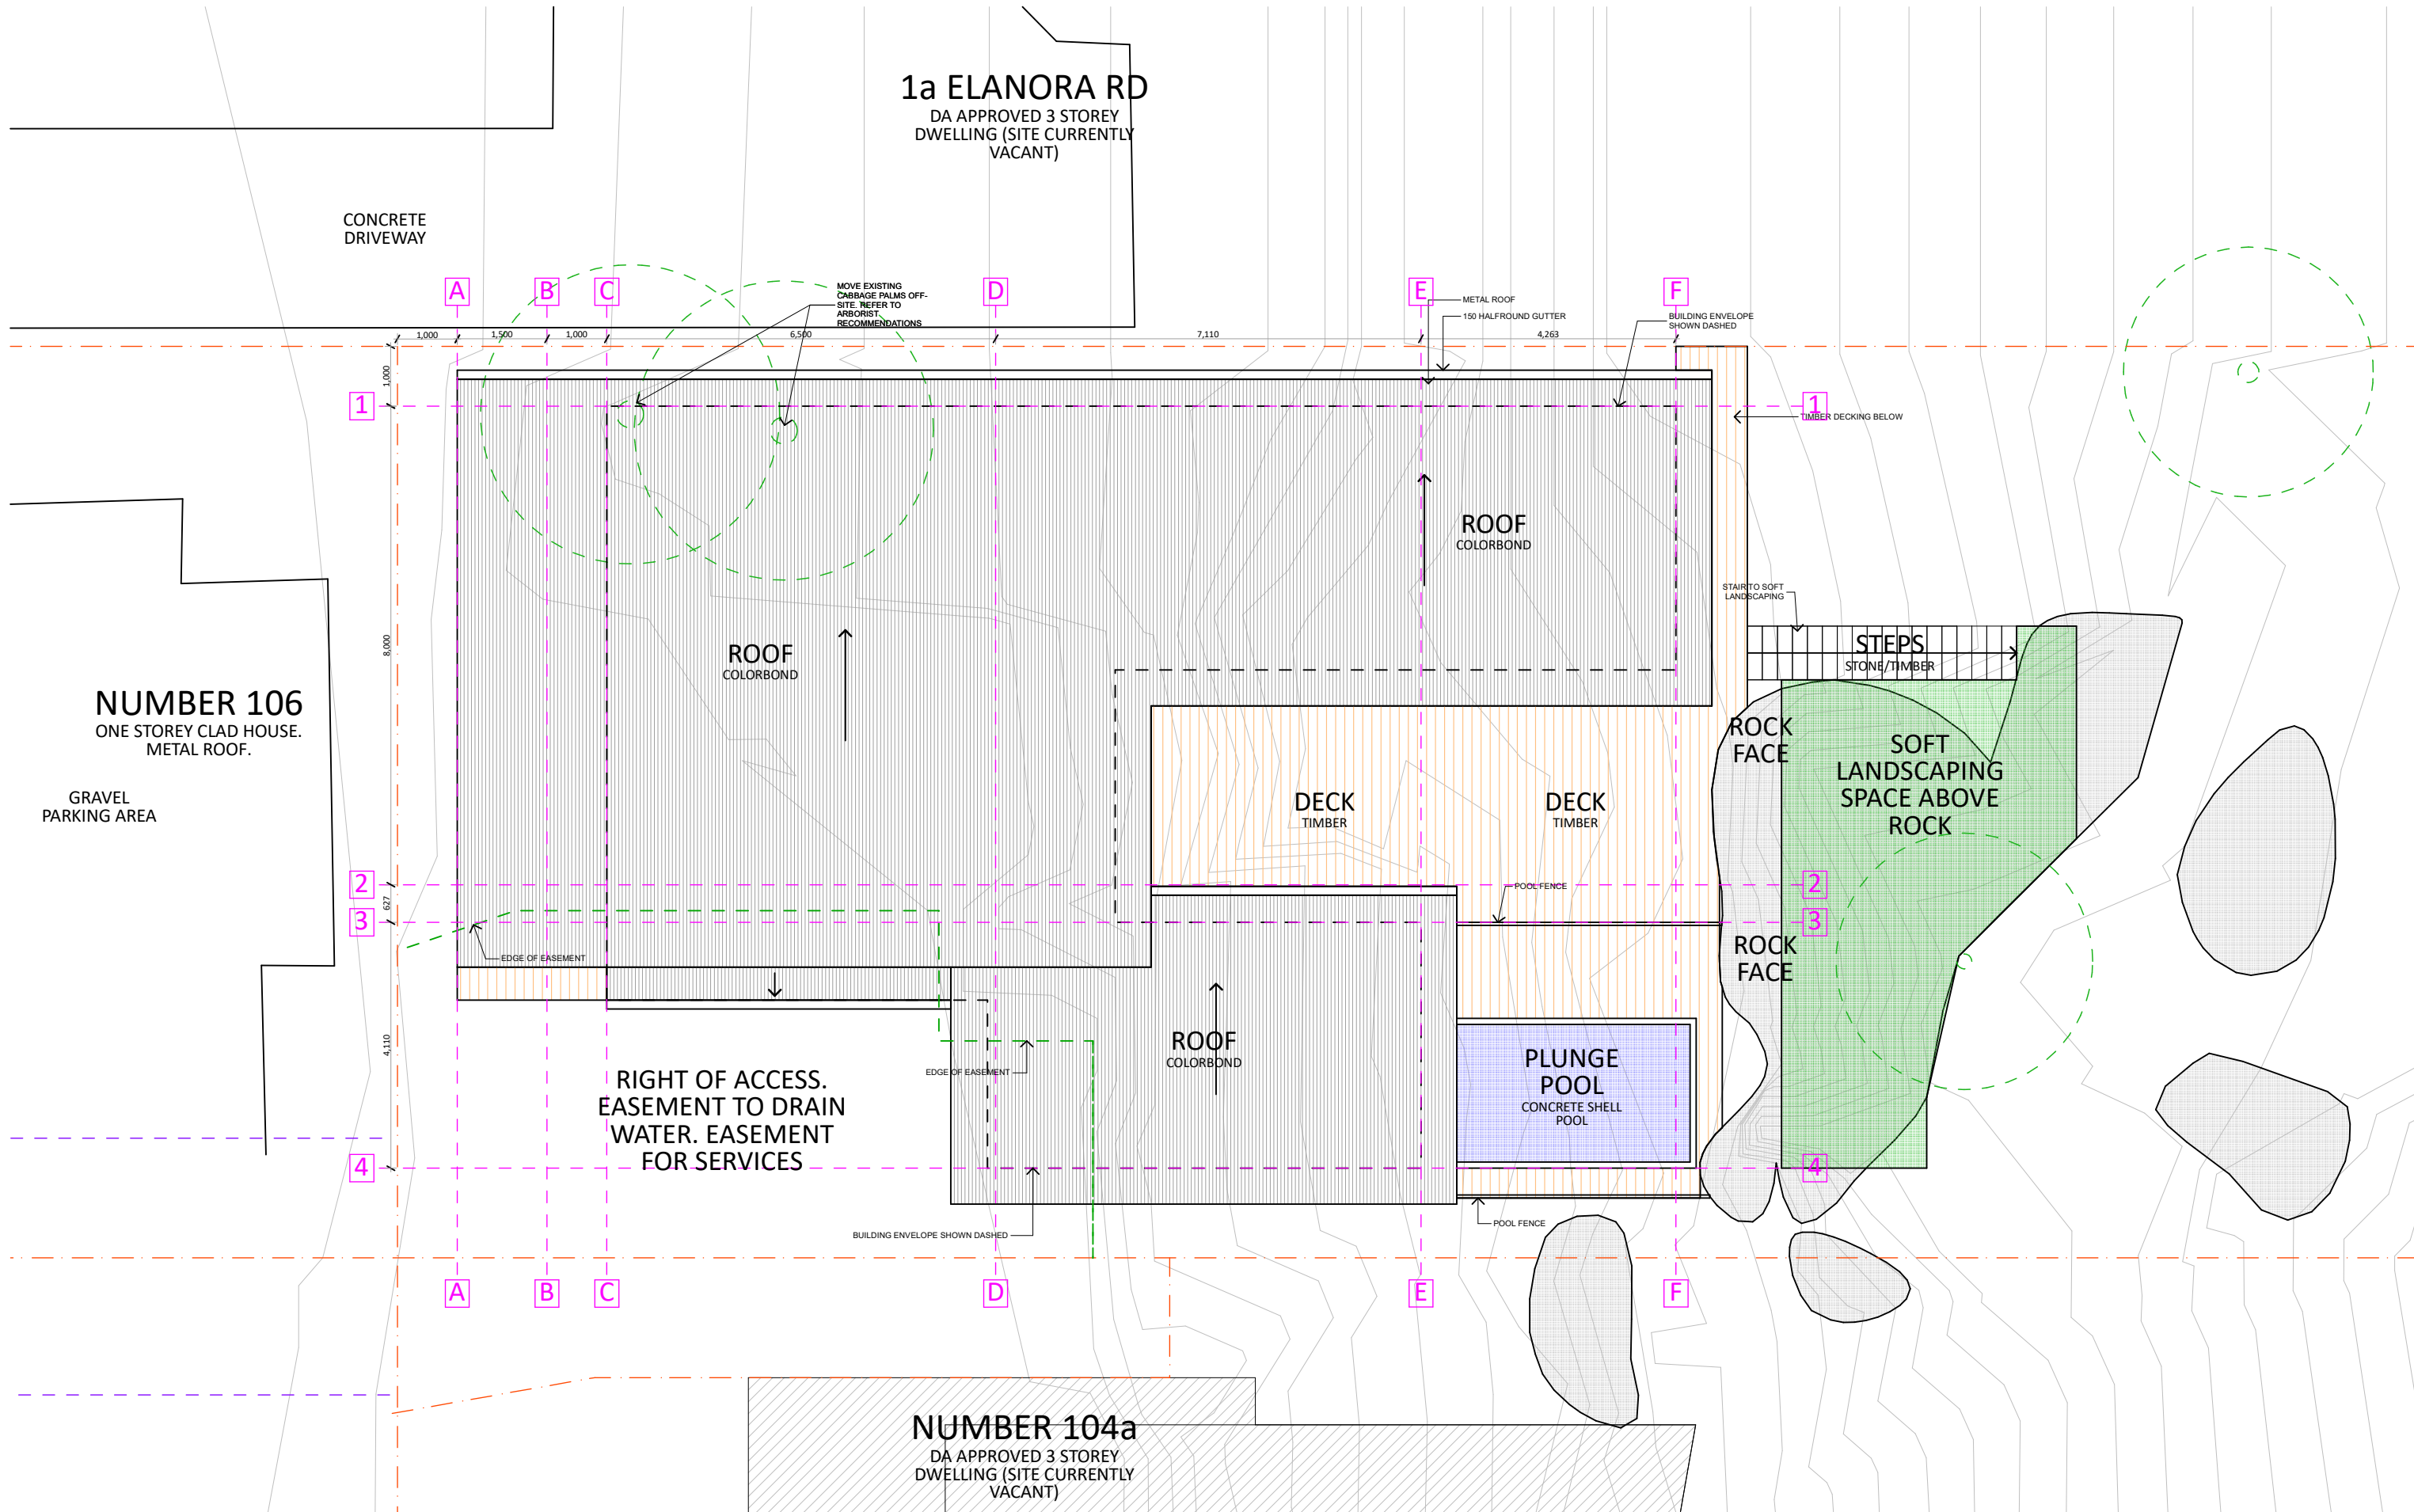 1a ELANORA RD
DA APPROVED 3 STOREY
DWELLING (SITE CURRENTLY
VACANT)
CONCRETE
DRIVEWAY
A
B
C
D
E
F
MOVE EXISTING
CABBAGE PALMS OFF-
SITE. REFER TO
ARBORIST
RECOMMENDATIONS
METAL ROOF
150 HALFROUND GUTTER
BUILDING ENVELOPE
SHOWN DASHED
1,000
1,500
1,000
6,500
7,110
4,263
1,000
1
1
TIMBER DECKING BELOW
ROOF
COLORBOND
STAIR TO SOFT
LANDSCAPING
STEPS
STONE/TIMBER
8,000
ROOF
COLORBOND
NUMBER 106
ONE STOREY CLAD HOUSE.
METAL ROOF.
GRAVEL
PARKING AREA
ROCK
FACE
SOFT
LANDSCAPING
SPACE ABOVE
ROCK
DECK
TIMBER
DECK
TIMBER
2
2
POOL FENCE
627
3
3
EDGE OF EASEMENT
ROCK
FACE
4,110
ROOF
COLORBOND
EDGE OF EASEMENT
PLUNGE
POOL
CONCRETE SHELL
POOL
RIGHT OF ACCESS.
EASEMENT TO DRAIN
WATER. EASEMENT
FOR SERVICES
4
4
BUILDING ENVELOPE SHOWN DASHED
POOL FENCE
A
B
C
D
E
F
NUMBER 104a
DA APPROVED 3 STOREY
DWELLING (SITE CURRENTLY
VACANT)